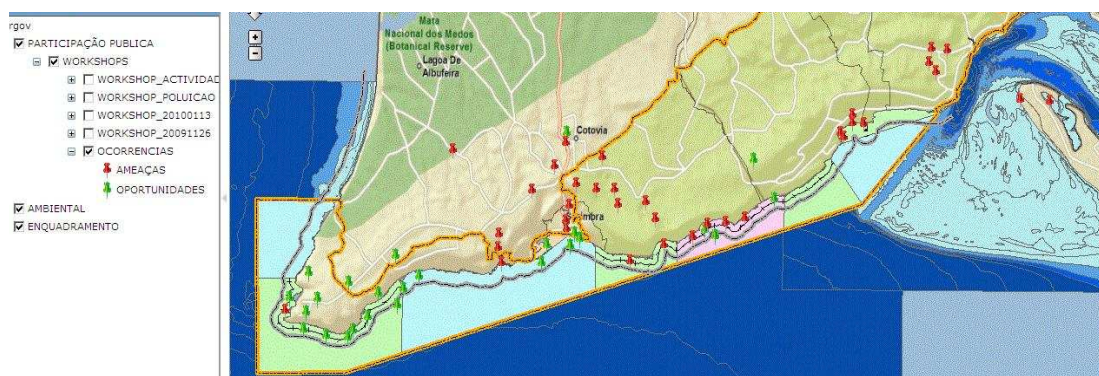 rgov
PARTICIPAÇÃO PUBLICA
WORKSHOPS
WORKSHOP_ACTIVIDAD
WORKSHOP_POLUICAO
WORKSHOP_20100113
WORKSHOP_20091126
OCORRENCIAS
AMEAÇAS
OPORTUNIDADES
AMBIENTAL
ENQUADRAMENTO
Mata
Nacional dos Medos
(Botanical Reserve)
Lagoa De
Albufeira
Cotovia